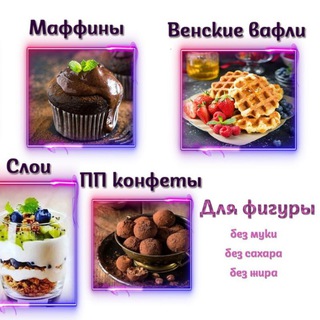 Маффины
Венские вафли
Слои
ПП конфеты
Для фигуры
без муки
без сахара
без жира